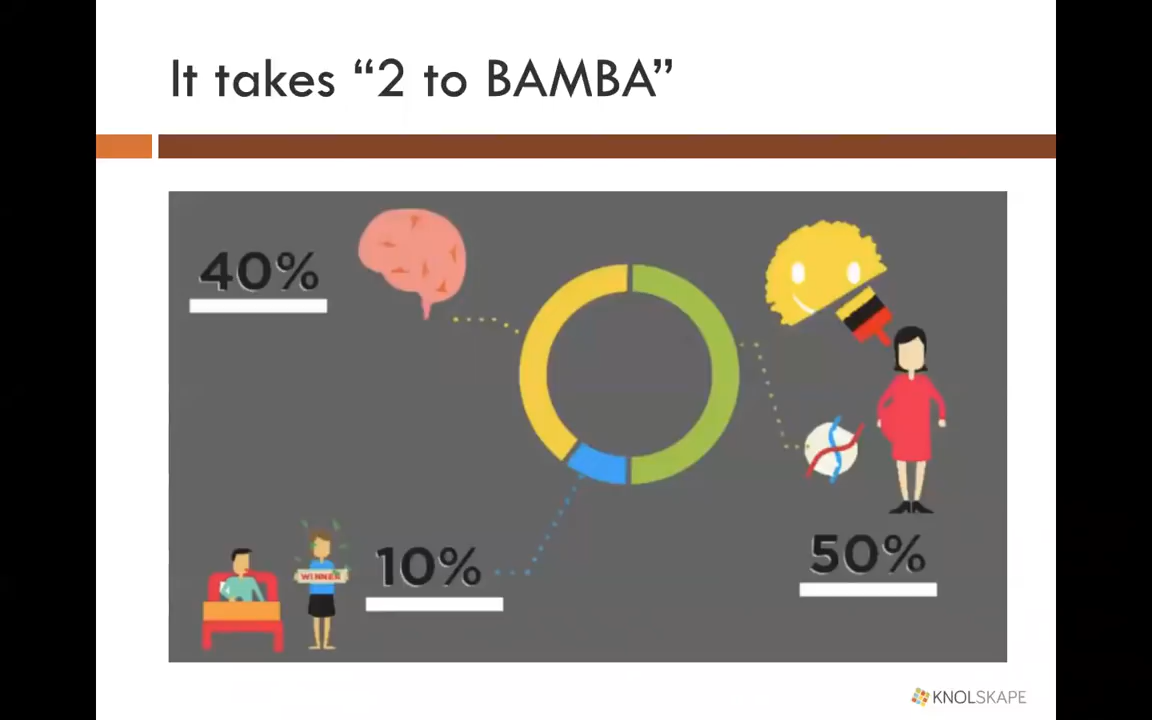 It takes “2 to BAMBA”
40%
WINNER
10%
50%
KNOLSKAPE